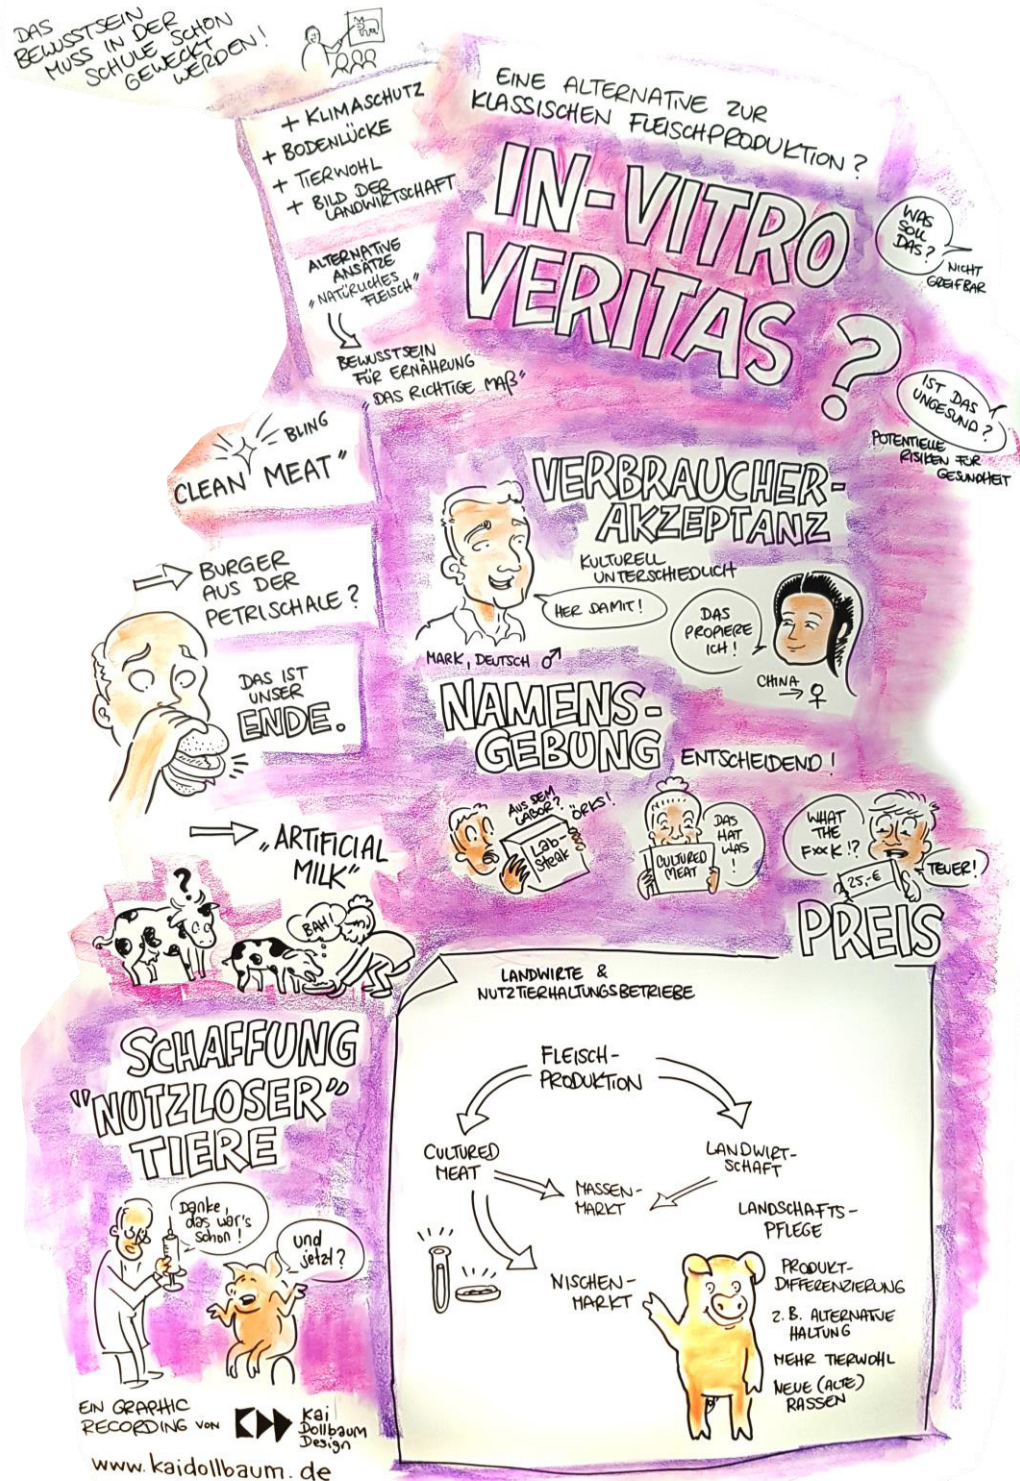 DAS
BEWUSSTSEIN
MUSS IN DER
SCHULE SCHON
GEWECKT
WERDEN!
EINE ALTERNATIVE ZUR
KLASSISCHEN FLEISCHPRODUKTION?
IN-VITRO
VERITAS?
+ KLIMASCHUTZ
+ BODENLÜCKE
+ TIERWOHL
+ BILD DER
LANDWIRTSCHAFT
ALTERNATIVE
ANSÄTZE
"NATÜRLICHES
FLEISCH"
BEWUSSTSEIN
FÜR ERNÄHRUNG
"DAS RICHTIGE MAß"
WAS
SOLL
DAS?
NICHT
GREIFBAR
IST DAS
UNGESUND?
POTENTIELLE
RISIKEN FÜR
GESUNDHEIT
BLING
"CLEAN MEAT"
BURGER
AUS DER
PETRISCHALE?
DAS IST
UNSER
ENDE.
VERBRAUCHER-
AKZEPTANZ
KULTURELL
UNTERSCHIEDLICH
HER DAMIT!
MARK, DEUTSCH ♂
DAS
PROPIERE
ICH!
CHINA
→ ♀
NAMENS-
GEBUNG
ENTSCHEIDEND!
AUS DEM
LABOR?
ÖRKS!
Lab-
Steak
CULTURED
MEAT
DAS
HAT
WAS
!
WHAT
THE
FxxK!?
25,-€
TEUER!
PREIS
"ARTIFICIAL
MILK"
?
BAH!
SCHAFFUNG
"NUTZLOSER"
TIERE
Danke,
das wär's
schon!
und
jetzt?
LANDWIRTE &
NUTZTIERHALTUNGSBETRIEBE
FLEISCH-
PRODUKTION
CULTURED
MEAT
LANDWIRT-
SCHAFT
MASSEN-
MARKT
NISCHEN-
MARKT
LANDSCHAFTS-
PFLEGE
PRODUKT-
DIFFERENZIERUNG
Z.B. ALTERNATIVE
HALTUNG
MEHR TIERWOHL
NEUE (ALTE)
RASSEN
EIN GRAPHIC
RECORDING VON
Kai
Dollbaum
Design
www.kaidollbaum.de